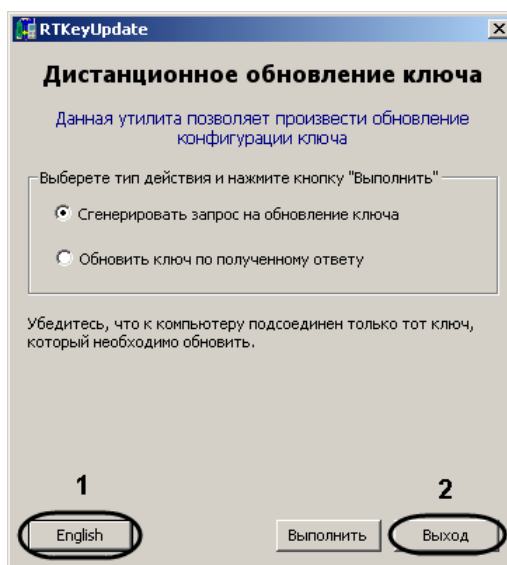 RTKeyUpdate
Дистанционное обновление ключа
Данная утилита позволяет произвести обновление
конфигурации ключа
Выберете тип действия и нажмите кнопку "Выполнить"
Сгенерировать запрос на обновление ключа
Обновить ключ по полученному ответу
Убедитесь, что к компьютеру подсоединен только тот ключ,
который необходимо обновить.
1
2
English
Выполнить
Выход